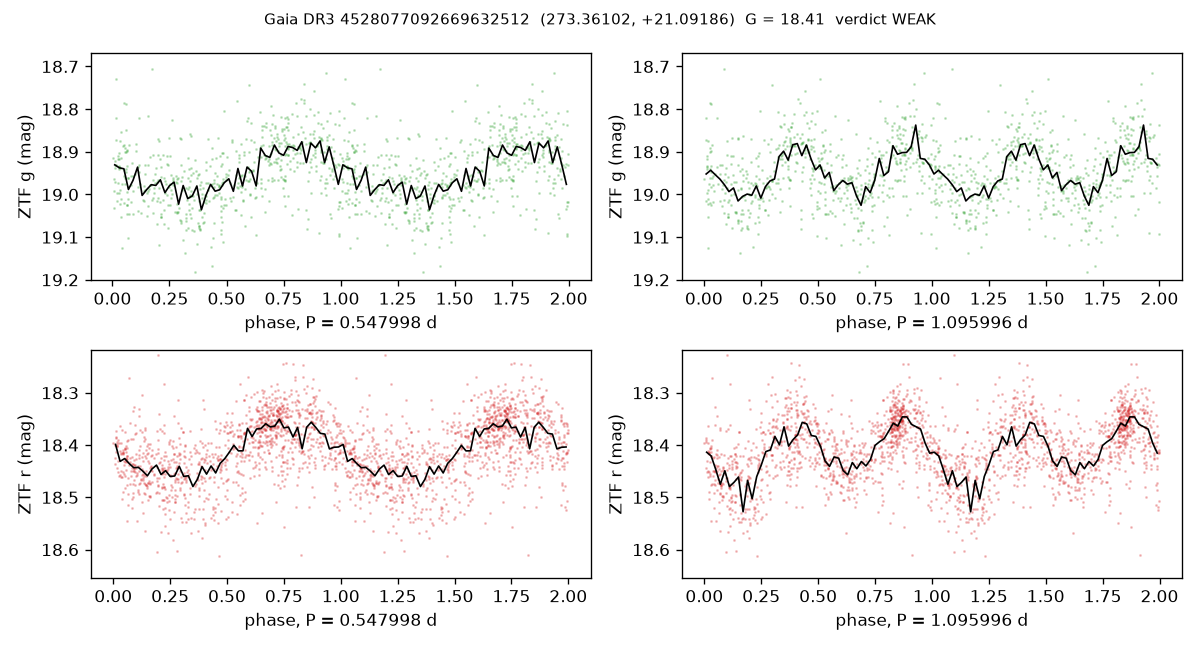 Gaia DR3 4528077092669632512 (273.36102, +21.09186) G = 18.41 verdict WEAK
ZTF g (mag)
18.7
18.8
18.9
19.0
19.1
19.2
0.00 0.25 0.50 0.75 1.00 1.25 1.50 1.75 2.00
phase, P = 0.547998 d
ZTF g (mag)
18.7
18.8
18.9
19.0
19.1
19.2
0.00 0.25 0.50 0.75 1.00 1.25 1.50 1.75 2.00
phase, P = 1.095996 d
ZTF r (mag)
18.3
18.4
18.5
18.6
0.00 0.25 0.50 0.75 1.00 1.25 1.50 1.75 2.00
phase, P = 0.547998 d
ZTF r (mag)
18.3
18.4
18.5
18.6
0.00 0.25 0.50 0.75 1.00 1.25 1.50 1.75 2.00
phase, P = 1.095996 d